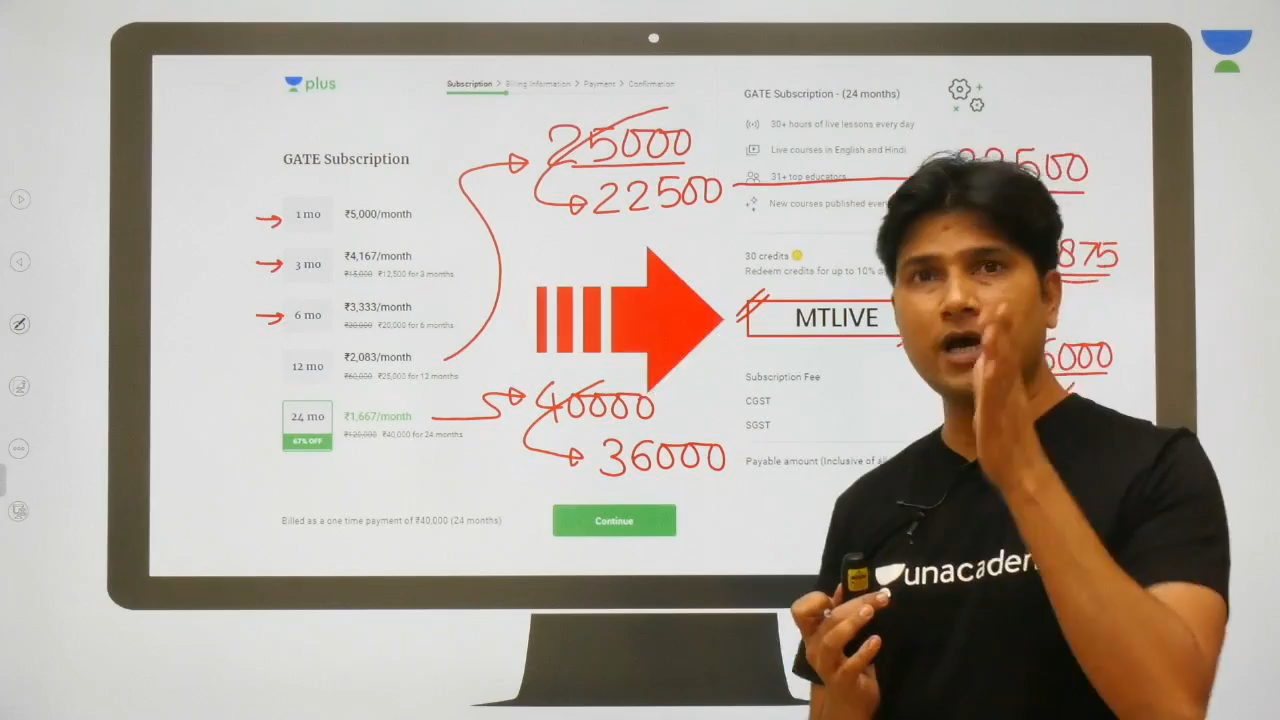 plus
Subscription > Billing Information > Payment > Confirmation
GATE Subscription
1 mo ₹5,000/month
3 mo ₹4,167/month
₹15,000 ₹12,500 for 3 months
6 mo ₹3,333/month
₹30,000 ₹20,000 for 6 months
12 mo ₹2,083/month
₹60,000 ₹25,000 for 12 months
24 mo ₹1,667/month
67% OFF
₹120,000 ₹40,000 for 24 months
Billed as a one time payment of ₹40,000 (24 months)
Continue
25000
22500
40000
36000
GATE Subscription - (24 months)
30+ hours of live lessons every day
Live courses in English and Hindi
31+ top educators
New courses published every
30 credits
Redeem credits for up to 10%
MTLIVE
Subscription Fee
CGST
SGST
Payable amount (Inclusive of
22500
875
6000
unacadem